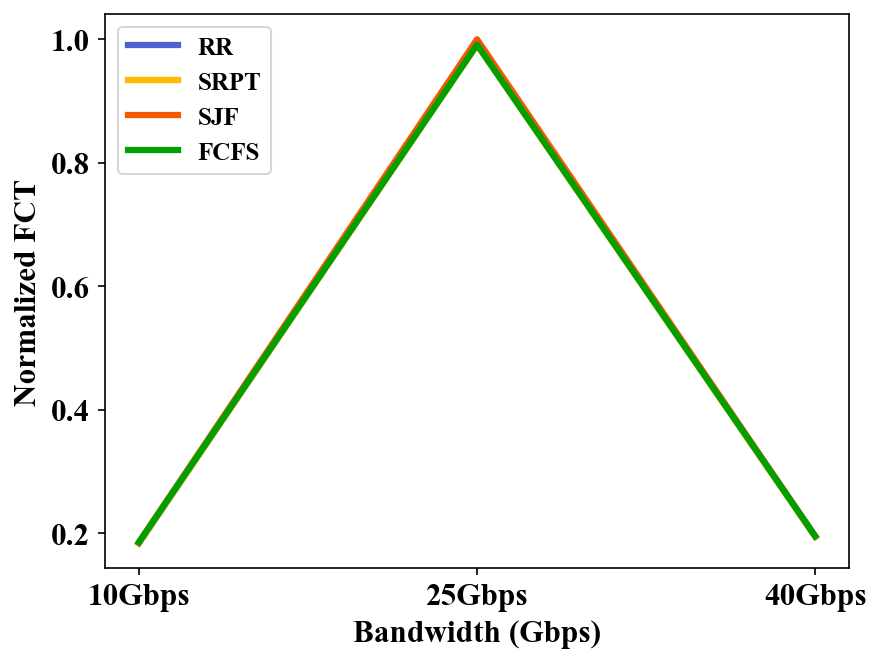 RR
SRPT
SJF
FCFS
Normalized FCT
1.0
0.8
0.6
0.4
0.2
10Gbps 25Gbps 40Gbps
Bandwidth (Gbps)